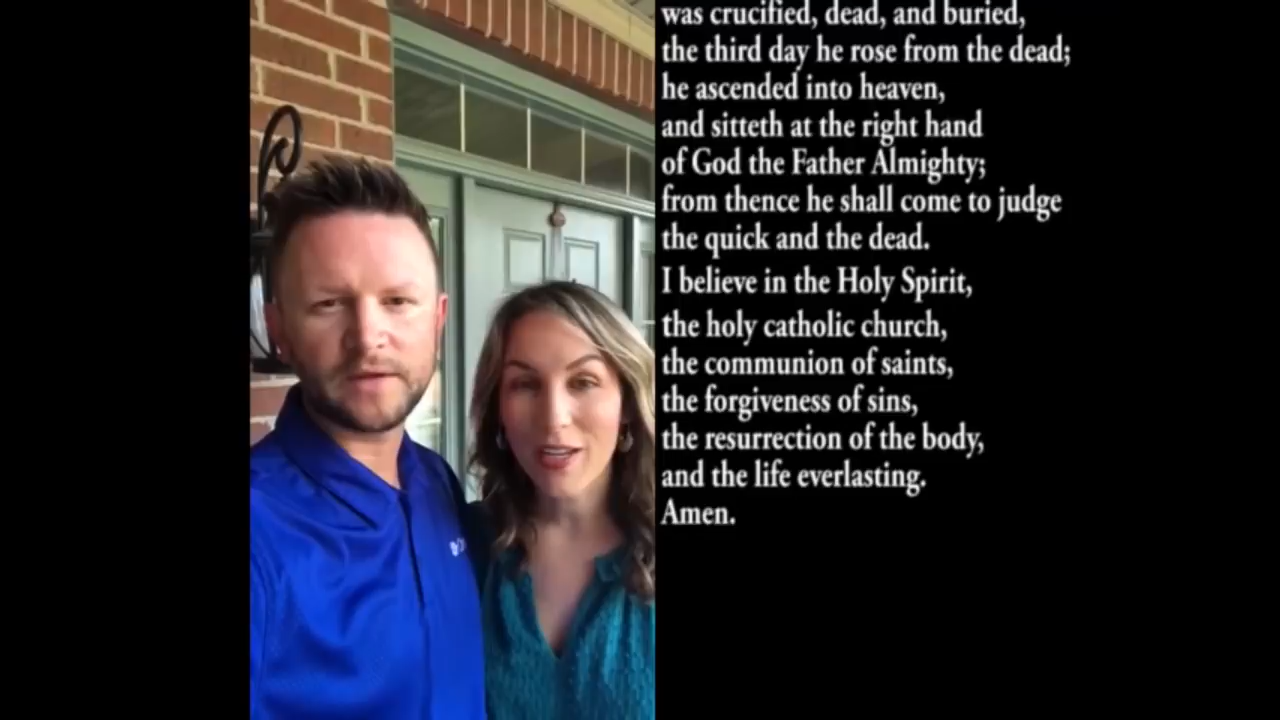 was crucified, dead, and buried,
the third day he rose from the dead;
he ascended into heaven,
and sitteth at the right hand
of God the Father Almighty;
from thence he shall come to judge
the quick and the dead.
I believe in the Holy Spirit,
the holy catholic church,
the communion of saints,
the forgiveness of sins,
the resurrection of the body,
and the life everlasting.
Amen.